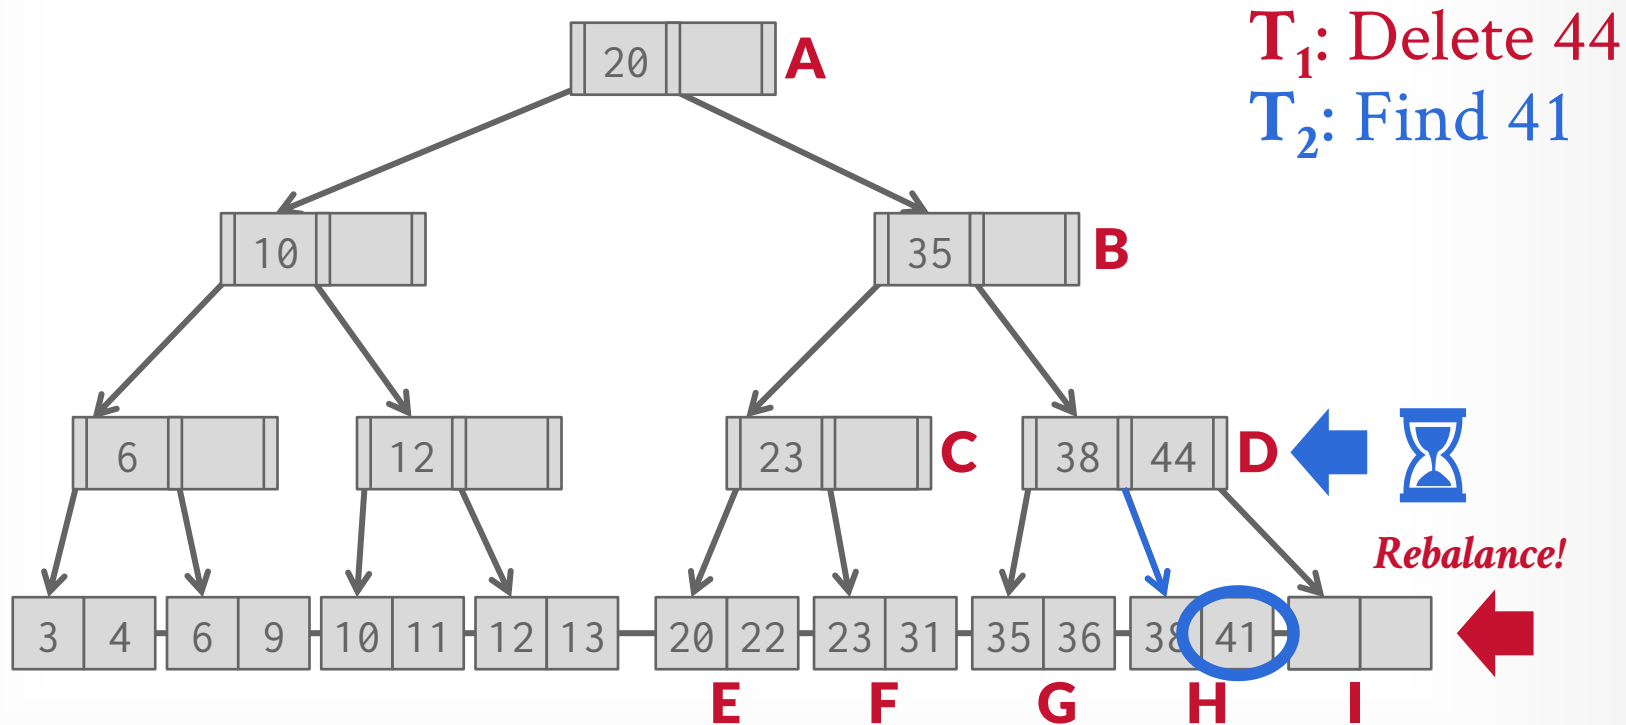 T1: Delete 44
T2: Find 41
20 A
10
35 B
6
12
23 C
38 44 D
Rebalance!
3 4 6 9 10 11 12 13 20 22 23 31 35 36 38 41
E F G H I